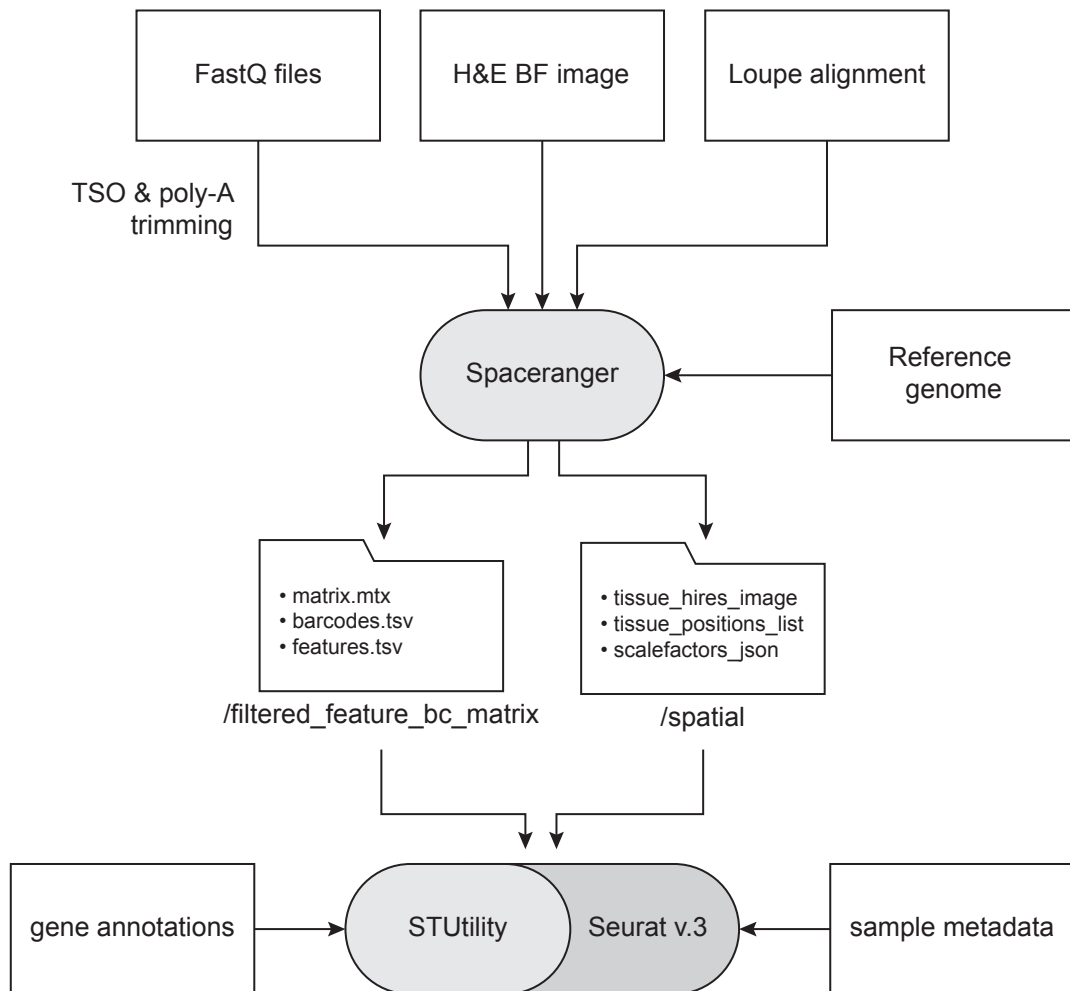 FastQ files
H&E BF image
Loupe alignment
TSO & poly-A
trimming
Spaceranger
Reference
genome
• matrix.mtx
• barcodes.tsv
• features.tsv
/filtered_feature_bc_matrix
• tissue_hires_image
• tissue_positions_list
• scalefactors_json
/spatial
gene annotations
STUtility
Seurat v.3
sample metadata